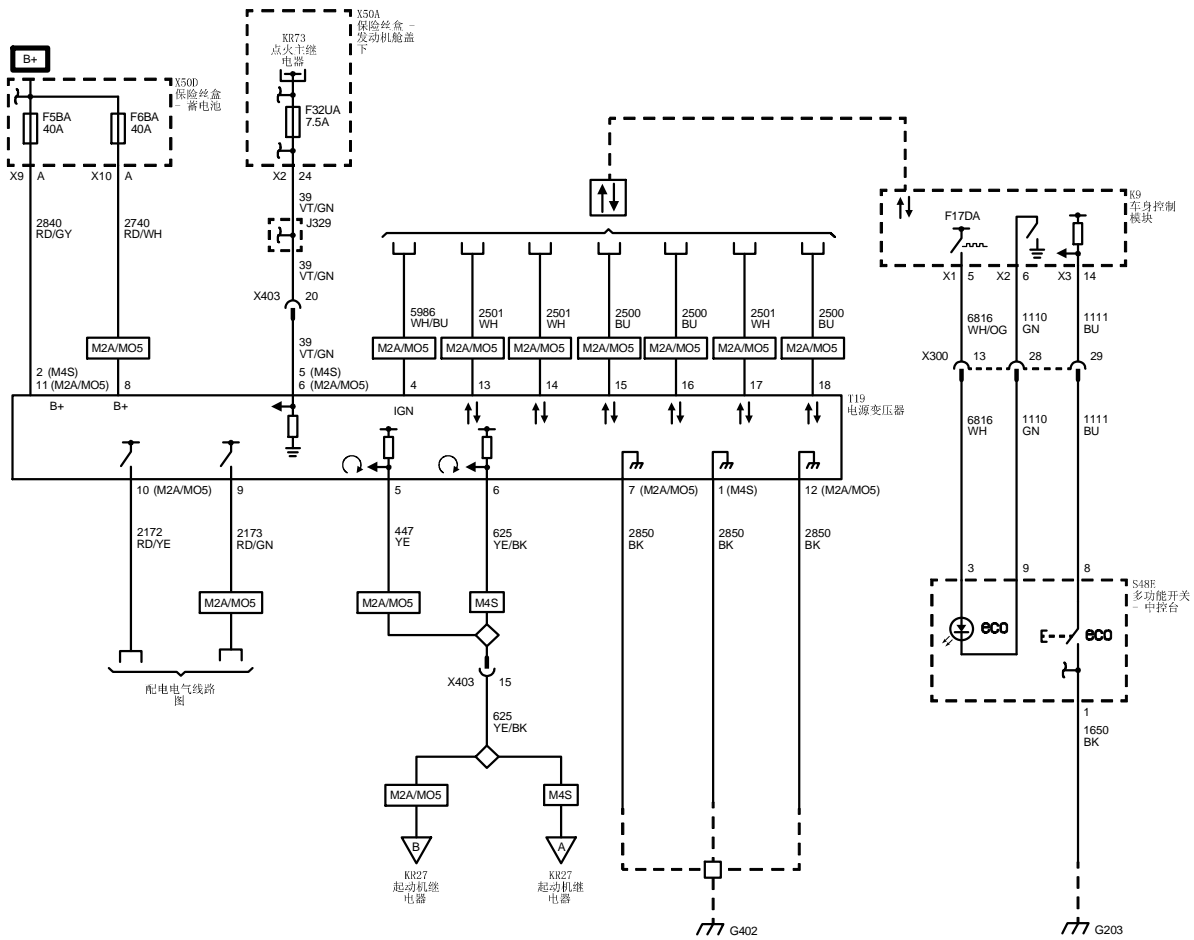 B+
X50D
保险丝盒
- 蓄电池
F5BA
40A
F6BA
40A
X9 A
X10 A
2840
RD/GY
2740
RD/WH
M2A/MO5
2 (M4S)
11 (M2A/MO5)
8
X50A
保险丝盒 -
发动机舱盖
下
KR73
点火主继
电器
F32UA
7.5A
X2 24
39
VT/GN
J329
39
VT/GN
X403 20
39
VT/GN
5 (M4S)
6 (M2A/MO5)
5986
WH/BU
2501
WH
2501
WH
2500
BU
2500
BU
2501
WH
2500
BU
M2A/MO5
M2A/MO5
M2A/MO5
M2A/MO5
M2A/MO5
M2A/MO5
M2A/MO5
4
13
14
15
16
17
18
K9
车身控制
模块
F17DA
X1 5
X2 6
X3 14
6816
WH/OG
1110
GN
1111
BU
X300 13
28
29
6816
WH
1110
GN
1111
BU
T19
电源变压器
B+
B+
IGN
10 (M2A/MO5)
9
5
6
7 (M2A/MO5)
1 (M4S)
12 (M2A/MO5)
2172
RD/YE
2173
RD/GN
447
YE
625
YE/BK
2850
BK
2850
BK
2850
BK
M2A/MO5
M2A/MO5
M4S
配电电气线路
图
X403 15
625
YE/BK
M2A/MO5
M4S
B
A
KR27
起动机继
电器
KR27
起动机继
电器
G402
3
9
8
S48E
多功能开关
- 中控台
eco
eco
1
1650
BK
G203